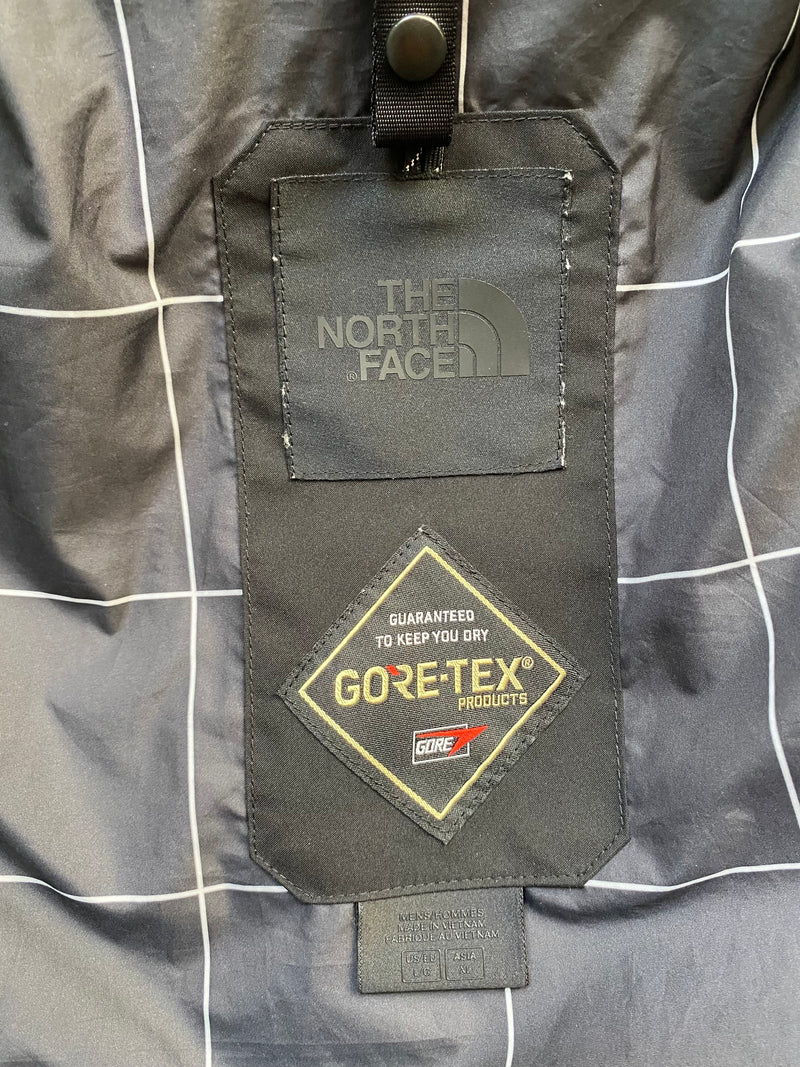 THE
NORTH
® FACE
GUARANTEED
TO KEEP YOU DRY
GORE-TEX®
PRODUCTS
GORE
MENS/HOMMES
MADE IN VIETNAM
FABRIQUE AU VIETNAM
US/EU ASIA
L/G XL